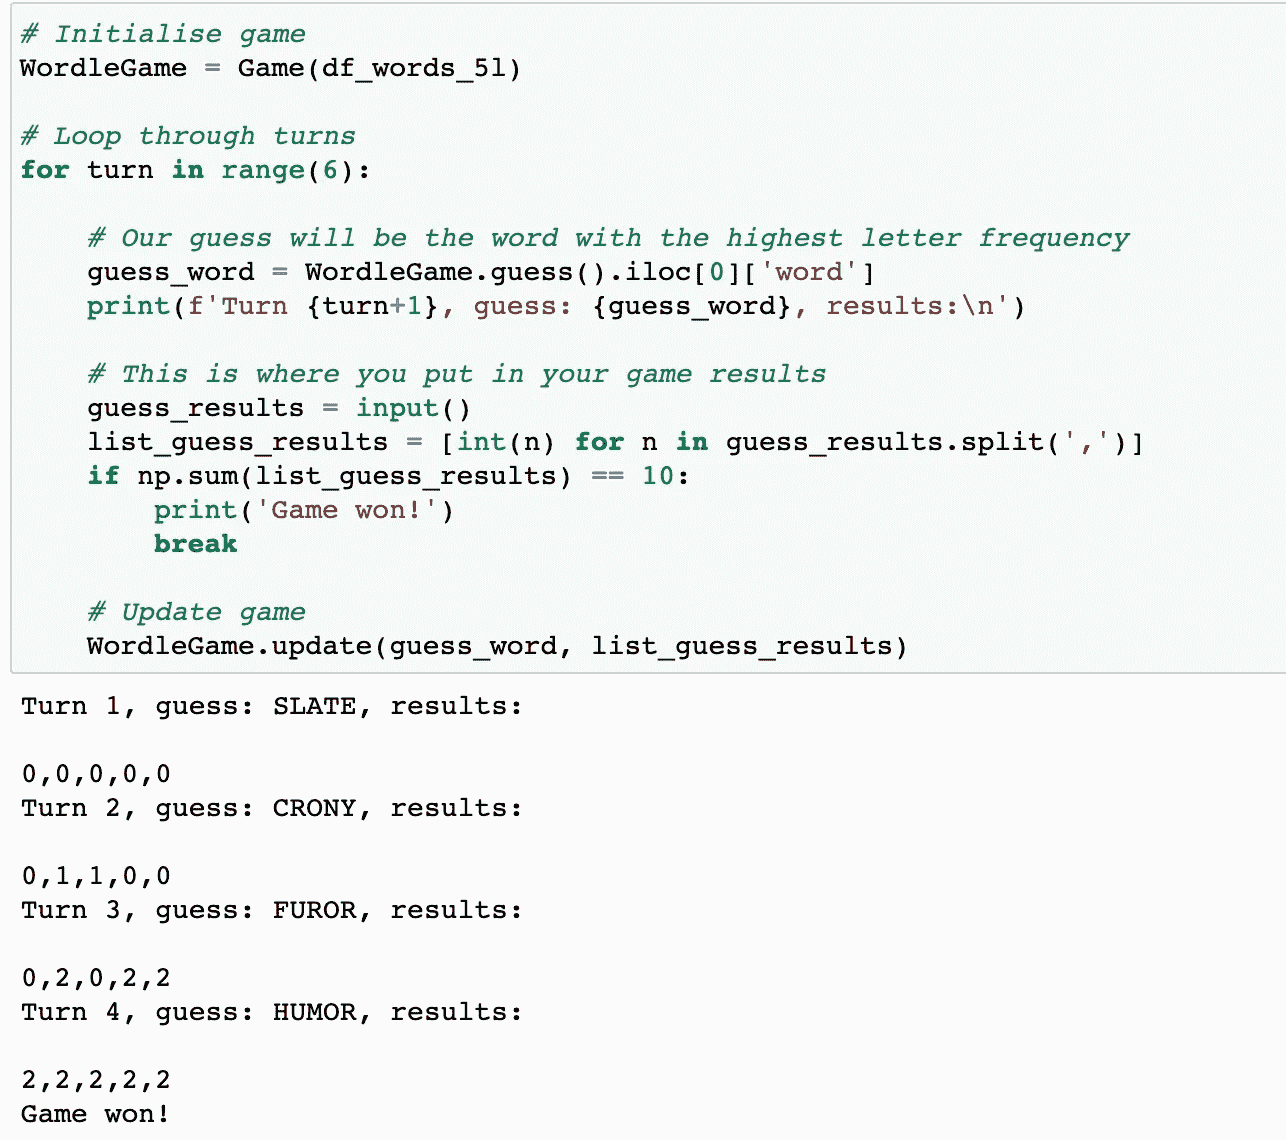 # Initialise game
WordleGame = Game(df_words_5l)
# Loop through turns
for turn in range(6):
# Our guess will be the word with the highest letter frequency
guess_word = WordleGame.guess().iloc[0]['word']
print(f'Turn {turn+1}, guess: {guess_word}, results:\n')
# This is where you put in your game results
guess_results = input()
list_guess_results = [int(n) for n in guess_results.split(',')]
if np.sum(list_guess_results) == 10:
print('Game won!')
break
# Update game
WordleGame.update(guess_word, list_guess_results)
Turn 1, guess: SLATE, results:
0,0,0,0,0
Turn 2, guess: CRONY, results:
0,1,1,0,0
Turn 3, guess: FUROR, results:
0,2,0,2,2
Turn 4, guess: HUMOR, results:
2,2,2,2,2
Game won!